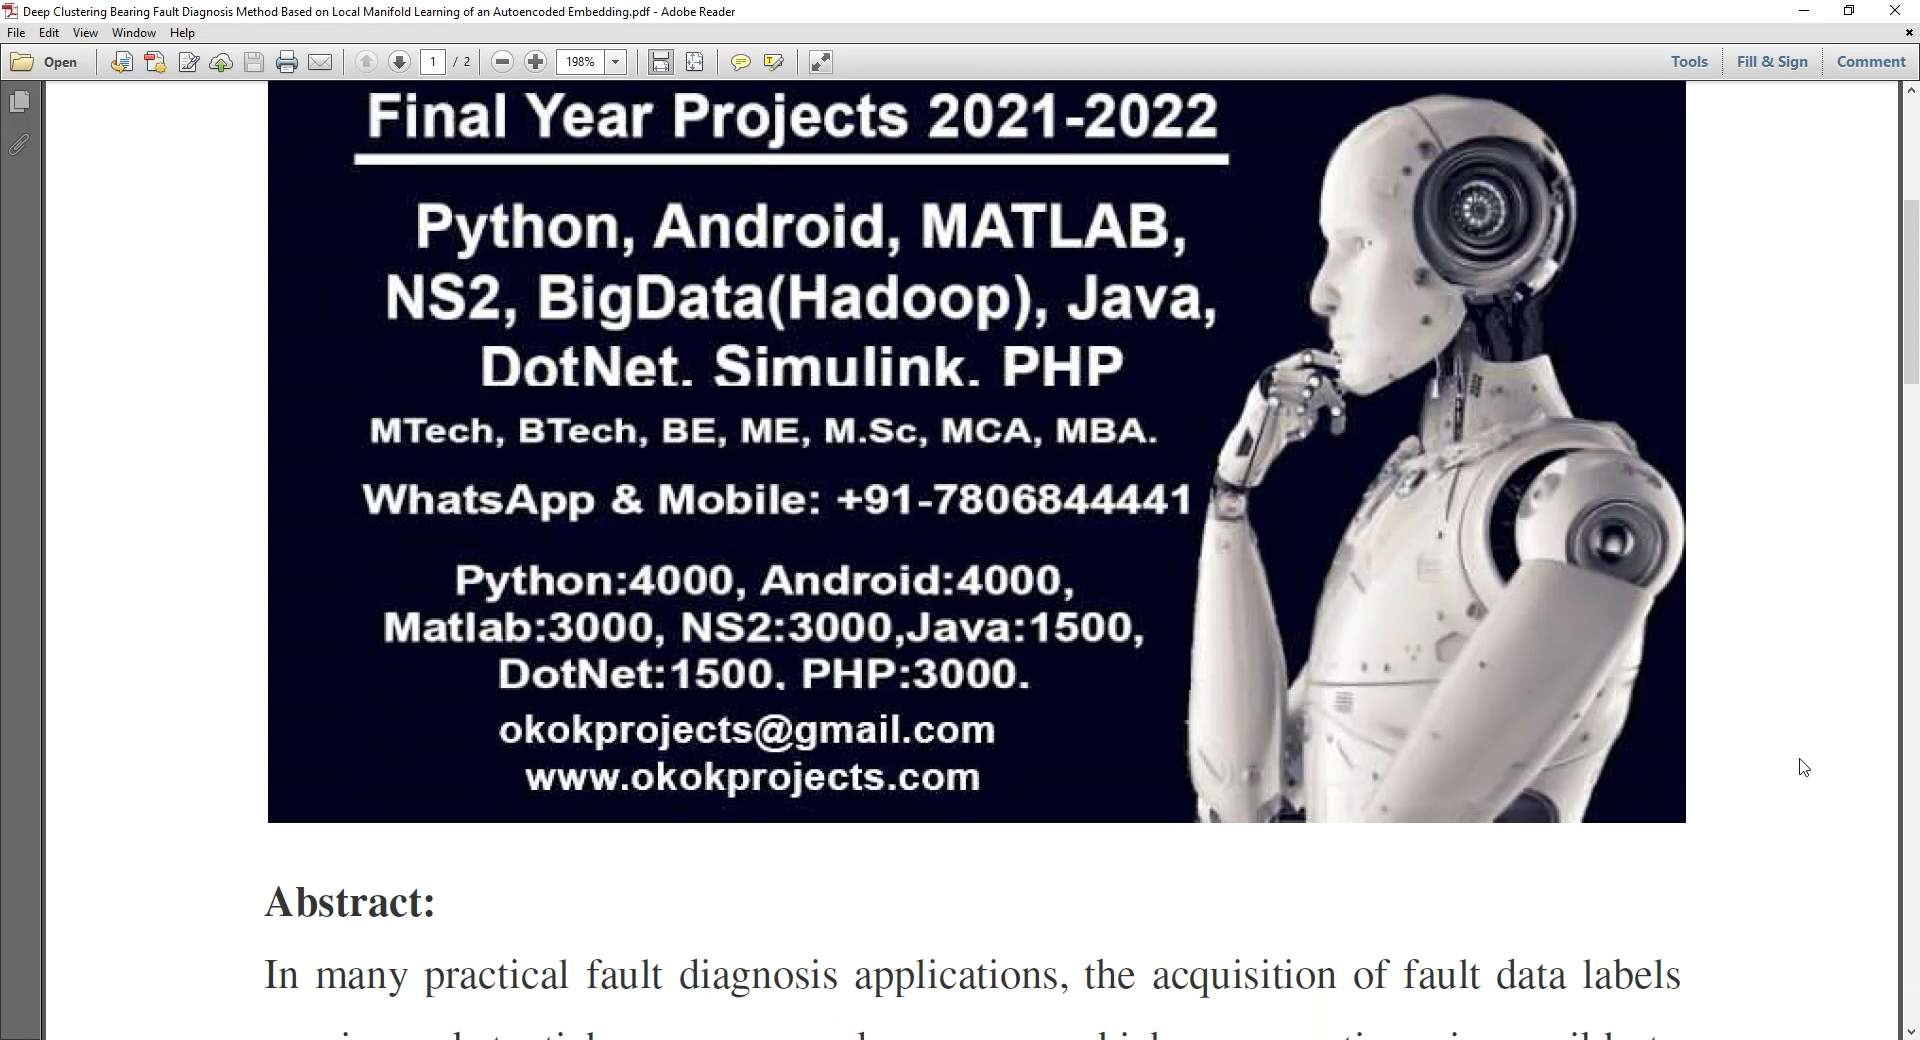 Deep Clustering Bearing Fault Diagnosis Method Based on Local Manifold Learning of an Autoencoded Embedding.pdf - Adobe Reader
File Edit View Window Help
Open 1 / 2 198% Tools Fill & Sign Comment
Final Year Projects 2021-2022
Python, Android, MATLAB,
NS2, BigData(Hadoop), Java,
DotNet, Simulink, PHP
MTech, BTech, BE, ME, M.Sc, MCA, MBA.
WhatsApp & Mobile: +91-7806844441
Python:4000, Android:4000,
Matlab:3000, NS2:3000,Java:1500,
DotNet:1500, PHP:3000.
okokprojects@gmail.com
www.okokprojects.com
Abstract:
In many practical fault diagnosis applications, the acquisition of fault data labels